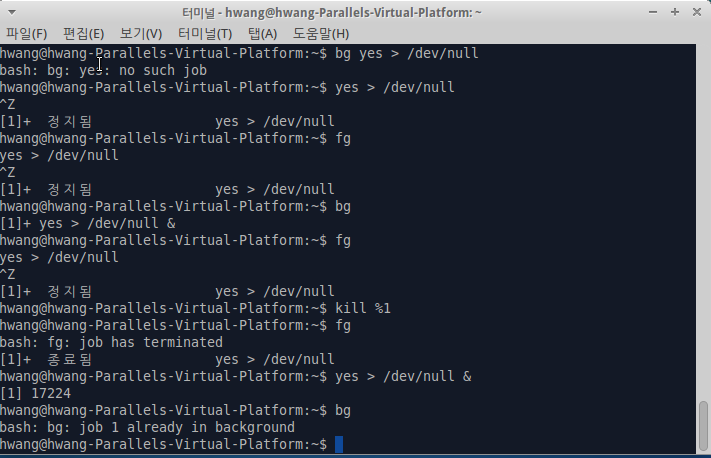 터미널 - hwang@hwang-Parallels-Virtual-Platform: ~
파일(F) 편집(E) 보기(V) 터미널(T) 탭(A) 도움말(H)
hwang@hwang-Parallels-Virtual-Platform:~$ bg yes > /dev/null
bash: bg: yes: no such job
hwang@hwang-Parallels-Virtual-Platform:~$ yes > /dev/null
^Z
[1]+  정지됨               yes > /dev/null
hwang@hwang-Parallels-Virtual-Platform:~$ fg
yes > /dev/null
^Z
[1]+  정지됨               yes > /dev/null
hwang@hwang-Parallels-Virtual-Platform:~$ bg
[1]+ yes > /dev/null &
hwang@hwang-Parallels-Virtual-Platform:~$ fg
yes > /dev/null
^Z
[1]+  정지됨               yes > /dev/null
hwang@hwang-Parallels-Virtual-Platform:~$ kill %1
hwang@hwang-Parallels-Virtual-Platform:~$ fg
bash: fg: job has terminated
[1]+  종료됨               yes > /dev/null
hwang@hwang-Parallels-Virtual-Platform:~$ yes > /dev/null &
[1] 17224
hwang@hwang-Parallels-Virtual-Platform:~$ bg
bash: bg: job 1 already in background
hwang@hwang-Parallels-Virtual-Platform:~$